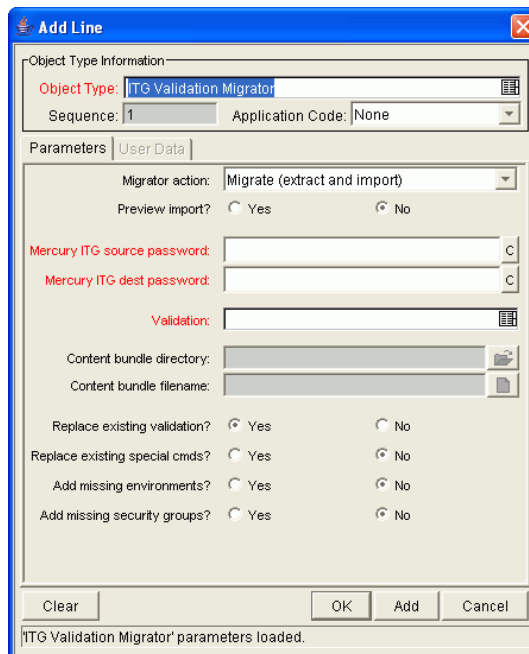 Add Line
Object Type Information
Object Type: ITG Validation Migrator
Sequence: 1 Application Code: None
Parameters User Data
Migrator action: Migrate (extract and import)
Preview import? Yes No
Mercury ITG source password: C
Mercury ITG dest password: C
Validation:
Content bundle directory:
Content bundle filename:
Replace existing validation? Yes No
Replace existing special cmds? Yes No
Add missing environments? Yes No
Add missing security groups? Yes No
Clear OK Add Cancel
'ITG Validation Migrator' parameters loaded.